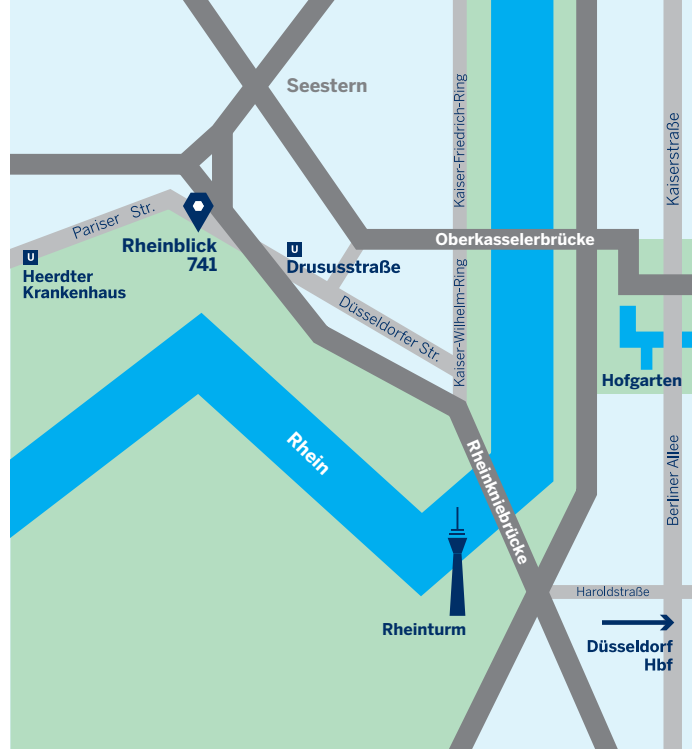 Seestern
Kaiser-Friedrich-Ring
Kaiserstraße
Pariser Str.
Rheinblick
741
Oberkasselerbrücke
U
Heerdter
Krankenhaus
U
Drususstraße
Düsseldorfer Str.
Kaiser-Wilhelm-Ring
Hofgarten
Rhein
Rheinkniebrücke
Berliner Allee
Haroldstraße
Rheinturm
Düsseldorf
Hbf